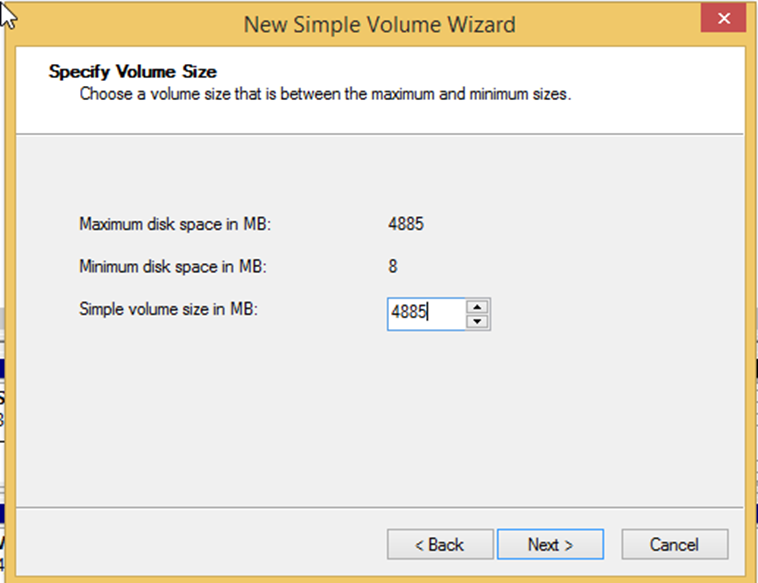 New Simple Volume Wizard
Specify Volume Size
Choose a volume size that is between the maximum and minimum sizes.
Maximum disk space in MB: 4885
Minimum disk space in MB: 8
Simple volume size in MB: 4885
< Back Next > Cancel